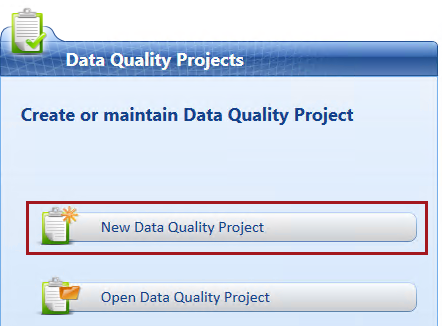 Data Quality Projects
Create or maintain Data Quality Project
New Data Quality Project
Open Data Quality Project